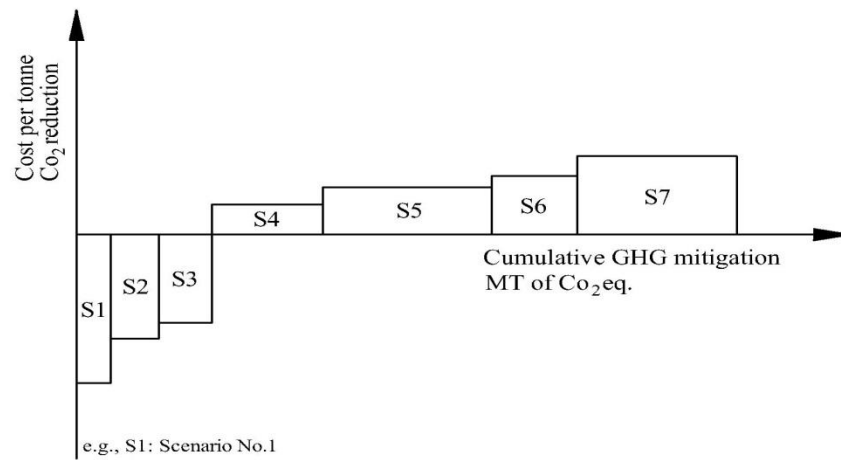 Cost per tonne
Co₂ reduction
S1
S2
S3
S4
S5
S6
S7
Cumulative GHG mitigation
MT of Co₂eq.
e.g., S1: Scenario No.1